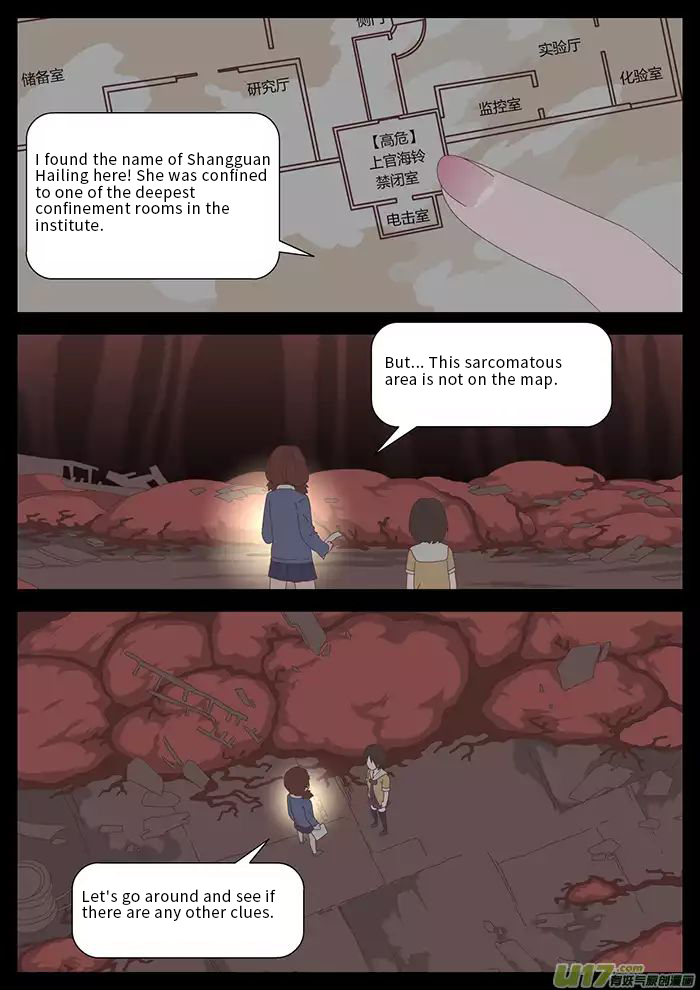 侧门
储备室
研究厅
实验厅
化验室
监控室
【高危】
上官海铃
禁闭室
电击室
I found the name of Shangguan
Hailing here! She was confined
to one of the deepest
confinement rooms in the
institute.
But... This sarcomatous
area is not on the map.
Let's go around and see if
there are any other clues.
U17.com
有妖气原创漫画